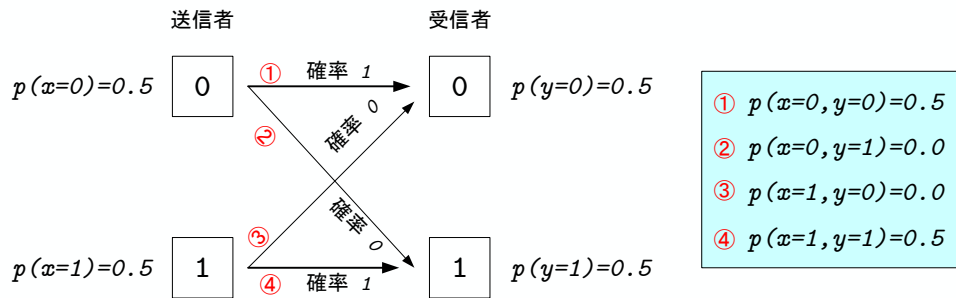 送信者 受信者
p(x=0)=0.5 0 ① 確率 1 0 p(y=0)=0.5
② 確率 0
③ 確率 0
p(x=1)=0.5 1 ④ 確率 1 1 p(y=1)=0.5
① p(x=0,y=0)=0.5
② p(x=0,y=1)=0.0
③ p(x=1,y=0)=0.0
④ p(x=1,y=1)=0.5